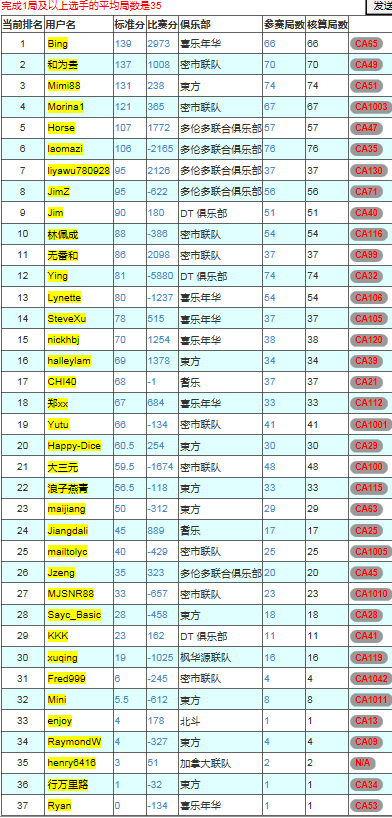 完成1局及以上选手的平均局数是35
发送
当前排名 用户名 标准分 比赛分 俱乐部 参赛局数 核算局数
1 Bing 139 2973 喜乐年华 66 66 CA65
2 和为贵 137 1008 密市联队 70 70 CA49
3 Mimi88 131 238 東方 74 74 CA51
4 Morina1 121 365 密市联队 67 67 CA1003
5 Horse 107 1772 多伦多联合俱乐部 57 57 CA47
6 laomazi 106 -2165 多伦多联合俱乐部 76 76 CA35
7 liyawu780928 95 2126 多伦多联合俱乐部 37 37 CA130
8 JimZ 95 -622 多伦多联合俱乐部 56 56 CA71
9 Jim 90 180 DT 俱乐部 51 51 CA40
10 林佩成 88 -386 密市联队 54 54 CA116
11 无番和 86 2098 密市联队 37 37 CA99
12 Ying 81 -5880 DT 俱乐部 74 74 CA32
13 Lynette 80 -1237 喜乐年华 54 54 CA106
14 SteveXu 78 515 喜乐年华 37 37 CA105
15 nickhbj 70 1254 喜乐年华 38 38 CA120
16 halleylam 69 1378 東方 34 34 CA39
17 CHI40 68 -1 耆乐 37 37 CA21
18 郑xx 67 684 喜乐年华 33 33 CA112
19 Yutu 66 -134 密市联队 41 41 CA1001
20 Happy-Dice 60.5 254 東方 30 30 CA29
21 大三元 59.5 -1674 密市联队 48 48 CA100
22 浪子燕青 56.5 -118 東方 33 33 CA115
23 maijiang 50 -312 東方 29 29 CA63
24 Jiangdali 45 889 耆乐 17 17 CA25
25 mailtolyc 40 -429 密市联队 25 25 CA1005
26 Jzeng 35 323 多伦多联合俱乐部 20 20 CA45
27 MJSNR88 33 -657 密市联队 23 23 CA1010
28 Sayc_Basic 28 -458 東方 18 18 CA28
29 KKK 23 162 DT 俱乐部 11 11 CA41
30 xuqing 19 -1025 枫华源联队 16 16 CA119
31 Fred999 6 -245 密市联队 4 4 CA1042
32 Mini 5.5 -612 東方 8 8 CA1011
33 enjoy 4 178 北斗 1 1 CA13
34 RaymondW 4 -327 東方 4 4 CA09
35 henry6416 3 51 加拿大联队 2 2 N/A
36 行万里路 1 -32 東方 1 1 CA34
37 Ryan 0 -134 喜乐年华 1 1 CA53